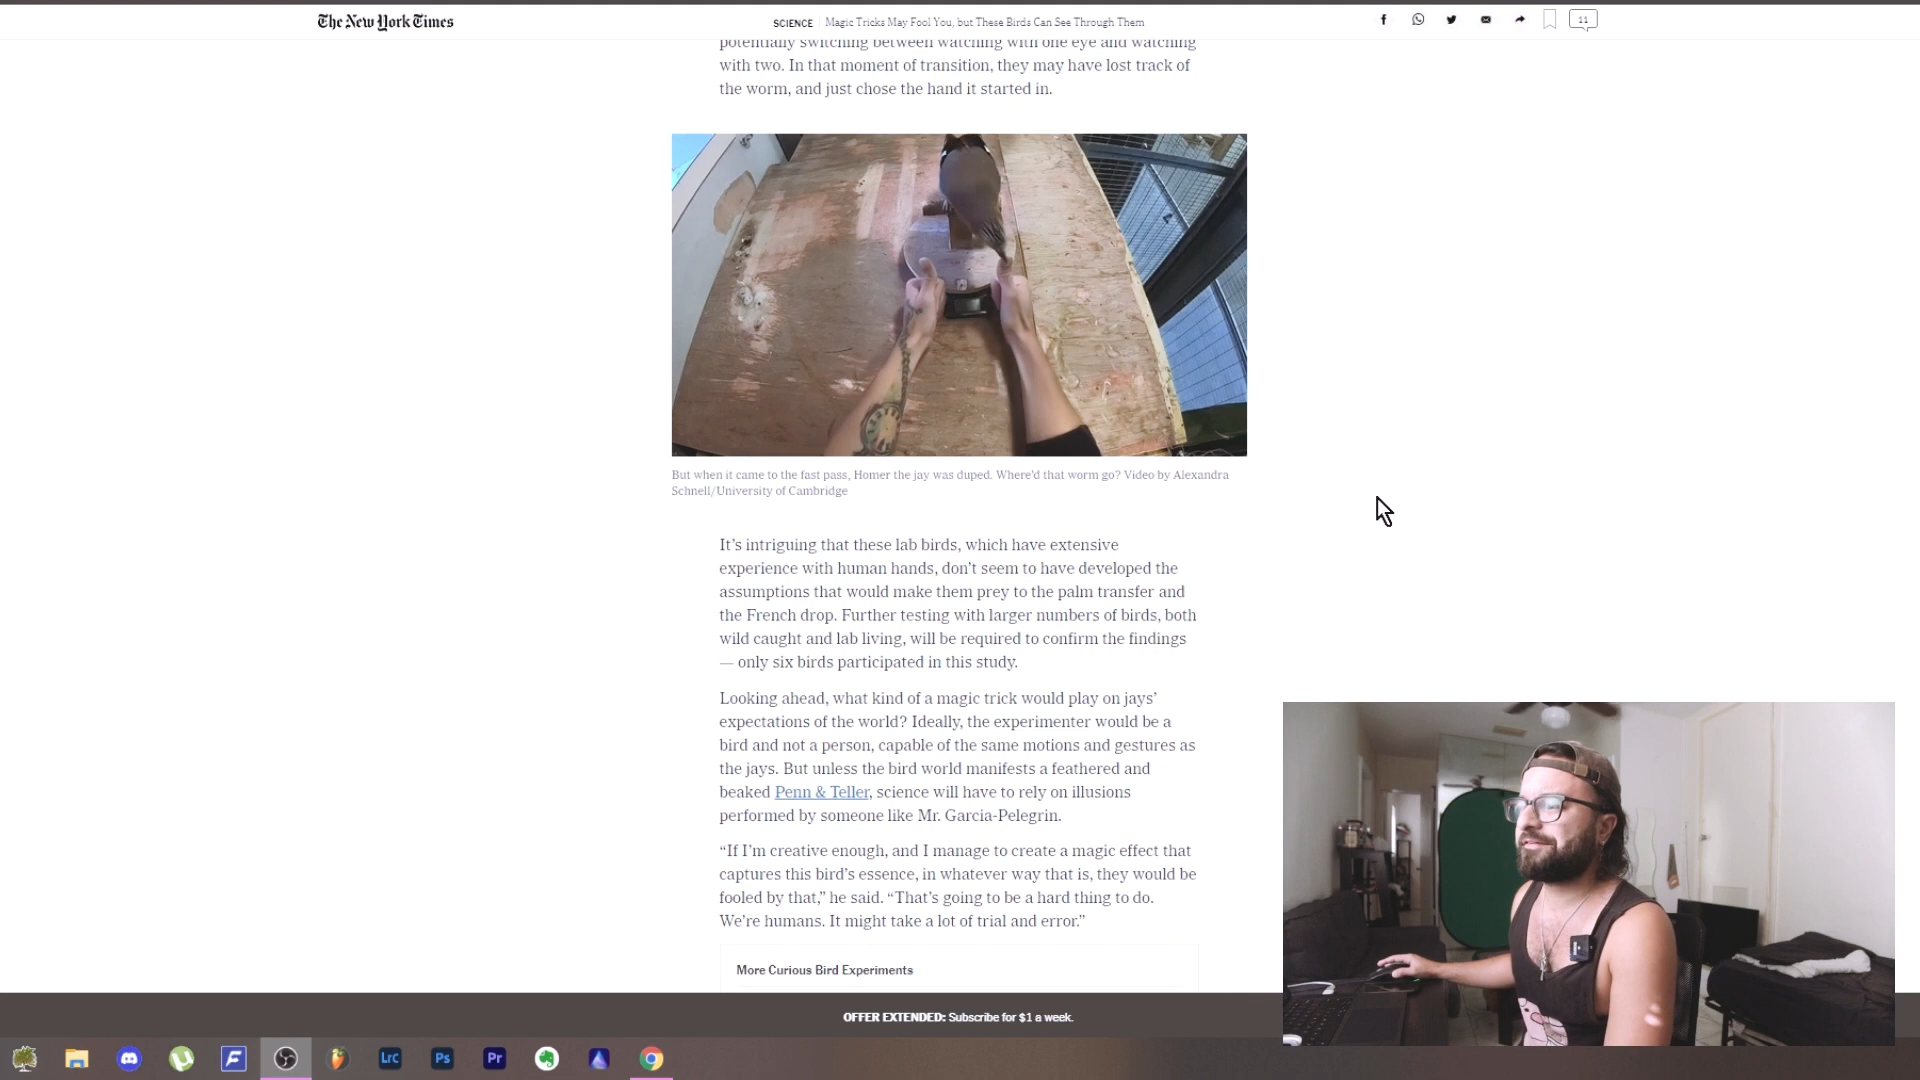 The New York Times
SCIENCE Magic Tricks May Fool You, but These Birds Can See Through Them
11
potentially switching between watching with one eye and watching
with two. In that moment of transition, they may have lost track of
the worm, and just chose the hand it started in.
But when it came to the fast pass, Homer the jay was duped. Where'd that worm go? Video by Alexandra
Schnell/University of Cambridge
It's intriguing that these lab birds, which have extensive
experience with human hands, don't seem to have developed the
assumptions that would make them prey to the palm transfer and
the French drop. Further testing with larger numbers of birds, both
wild caught and lab living, will be required to confirm the findings
— only six birds participated in this study.
Looking ahead, what kind of a magic trick would play on jays'
expectations of the world? Ideally, the experimenter would be a
bird and not a person, capable of the same motions and gestures as
the jays. But unless the bird world manifests a feathered and
beaked Penn & Teller, science will have to rely on illusions
performed by someone like Mr. Garcia-Pelegrin.
“If I'm creative enough, and I manage to create a magic effect that
captures this bird's essence, in whatever way that is, they would be
fooled by that,” he said. “That's going to be a hard thing to do.
We're humans. It might take a lot of trial and error.”
More Curious Bird Experiments
OFFER EXTENDED: Subscribe for $1 a week.
LrC
Ps
Pr